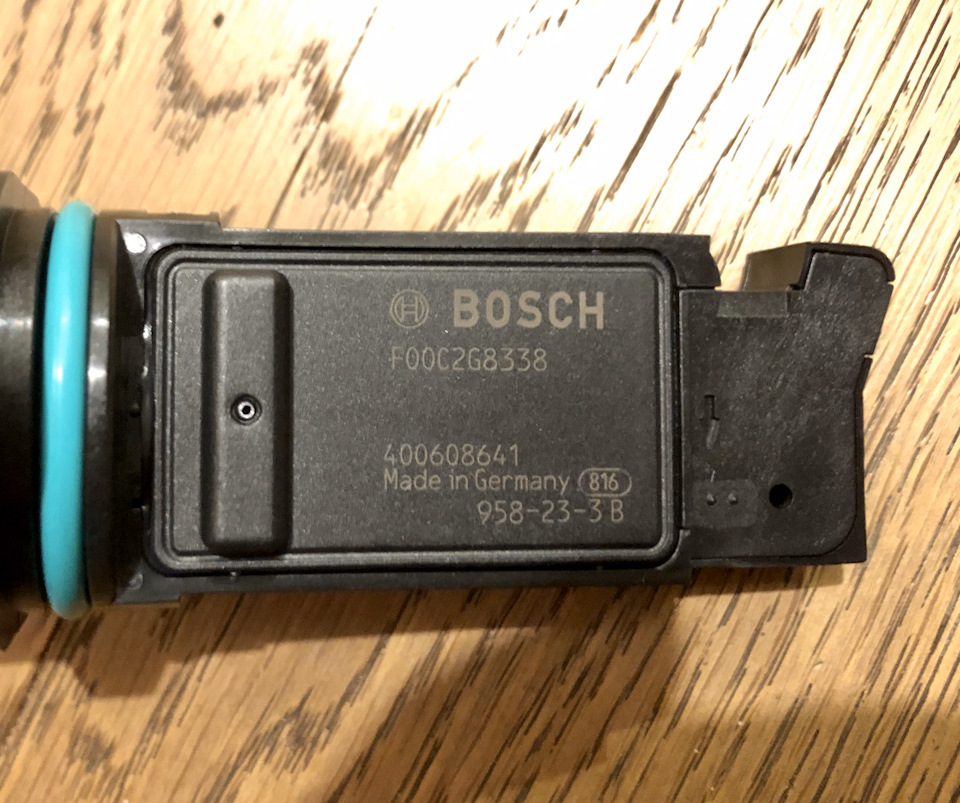 BOSCH
F00C2G8338
400608641
Made in Germany 816
958-23-3 B